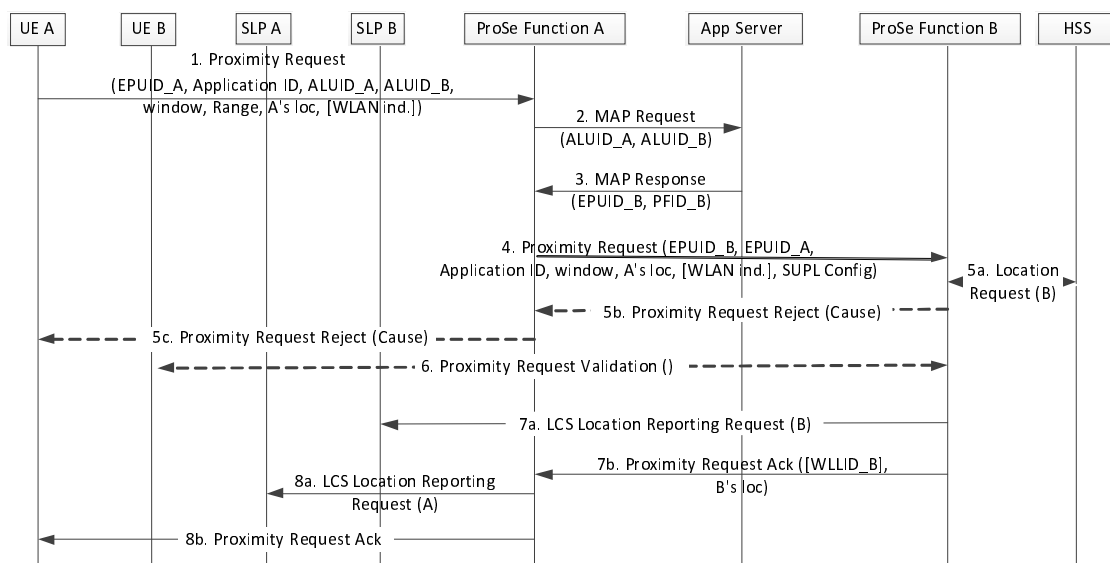 UE A
UE B
SLP A
SLP B
ProSe Function A
App Server
ProSe Function B
HSS
1. Proximity Request
(EPUID_A, Application ID, ALUID_A, ALUID_B,
window, Range, A's loc, [WLAN ind.])
2. MAP Request
(ALUID_A, ALUID_B)
3. MAP Response
(EPUID_B, PFID_B)
4. Proximity Request (EPUID_B, EPUID_A,
Application ID, window, A's loc, [WLAN ind.], SUPL Config)
5a. Location
Request (B)
5b. Proximity Request Reject (Cause)
5c. Proximity Request Reject (Cause)
6. Proximity Request Validation ()
7a. LCS Location Reporting Request (B)
7b. Proximity Request Ack ([WLLID_B],
B's loc)
8a. LCS Location Reporting
Request (A)
8b. Proximity Request Ack